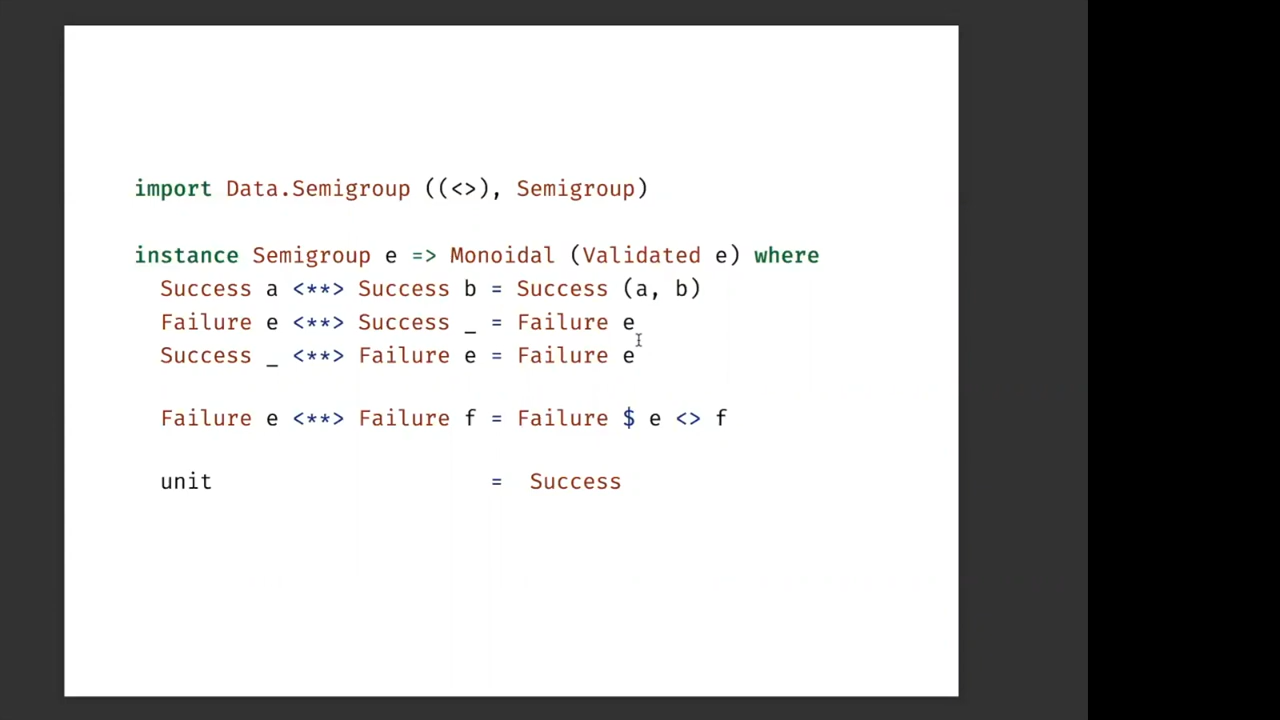 import Data.Semigroup ((<>), Semigroup)
instance Semigroup e => Monoidal (Validated e) where
Success a <**> Success b = Success (a, b)
Failure e <**> Success _ = Failure e
Success _ <**> Failure e = Failure e
Failure e <**> Failure f = Failure $ e <> f
unit = Success